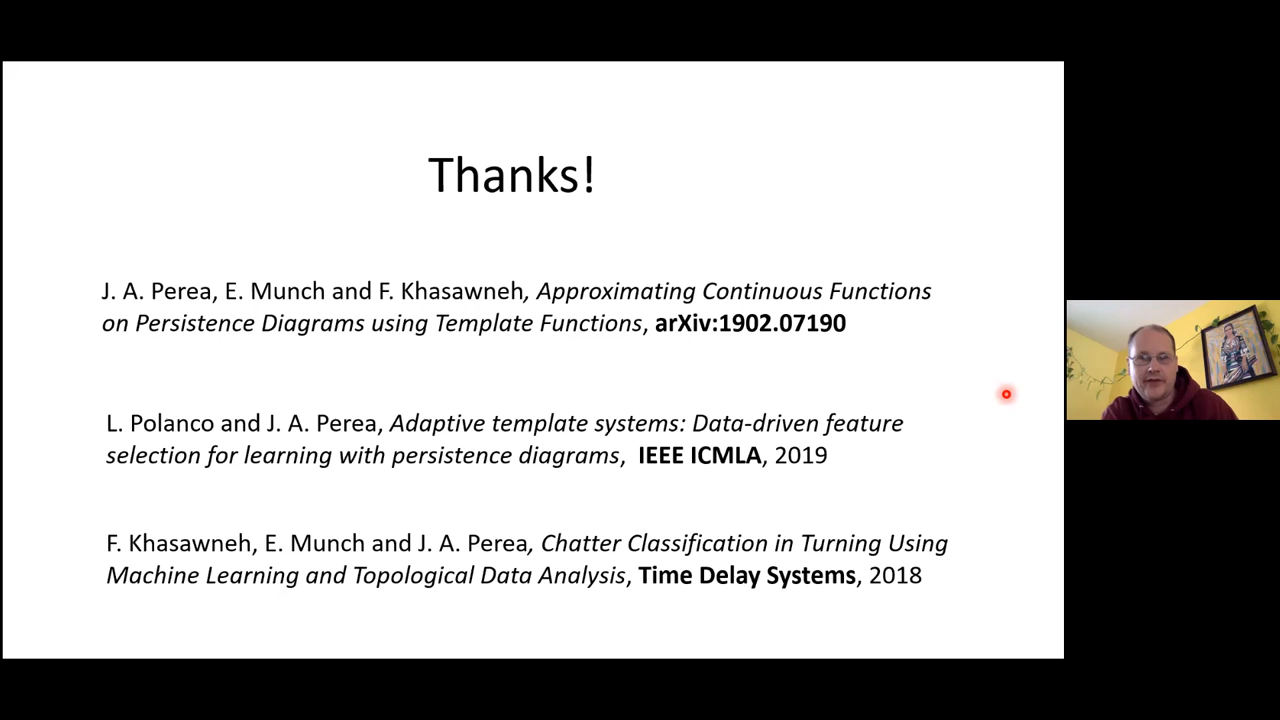 Thanks!
J. A. Perea, E. Munch and F. Khasawneh, Approximating Continuous Functions
on Persistence Diagrams using Template Functions, arXiv:1902.07190
L. Polanco and J. A. Perea, Adaptive template systems: Data-driven feature
selection for learning with persistence diagrams, IEEE ICMLA, 2019
F. Khasawneh, E. Munch and J. A. Perea, Chatter Classification in Turning Using
Machine Learning and Topological Data Analysis, Time Delay Systems, 2018